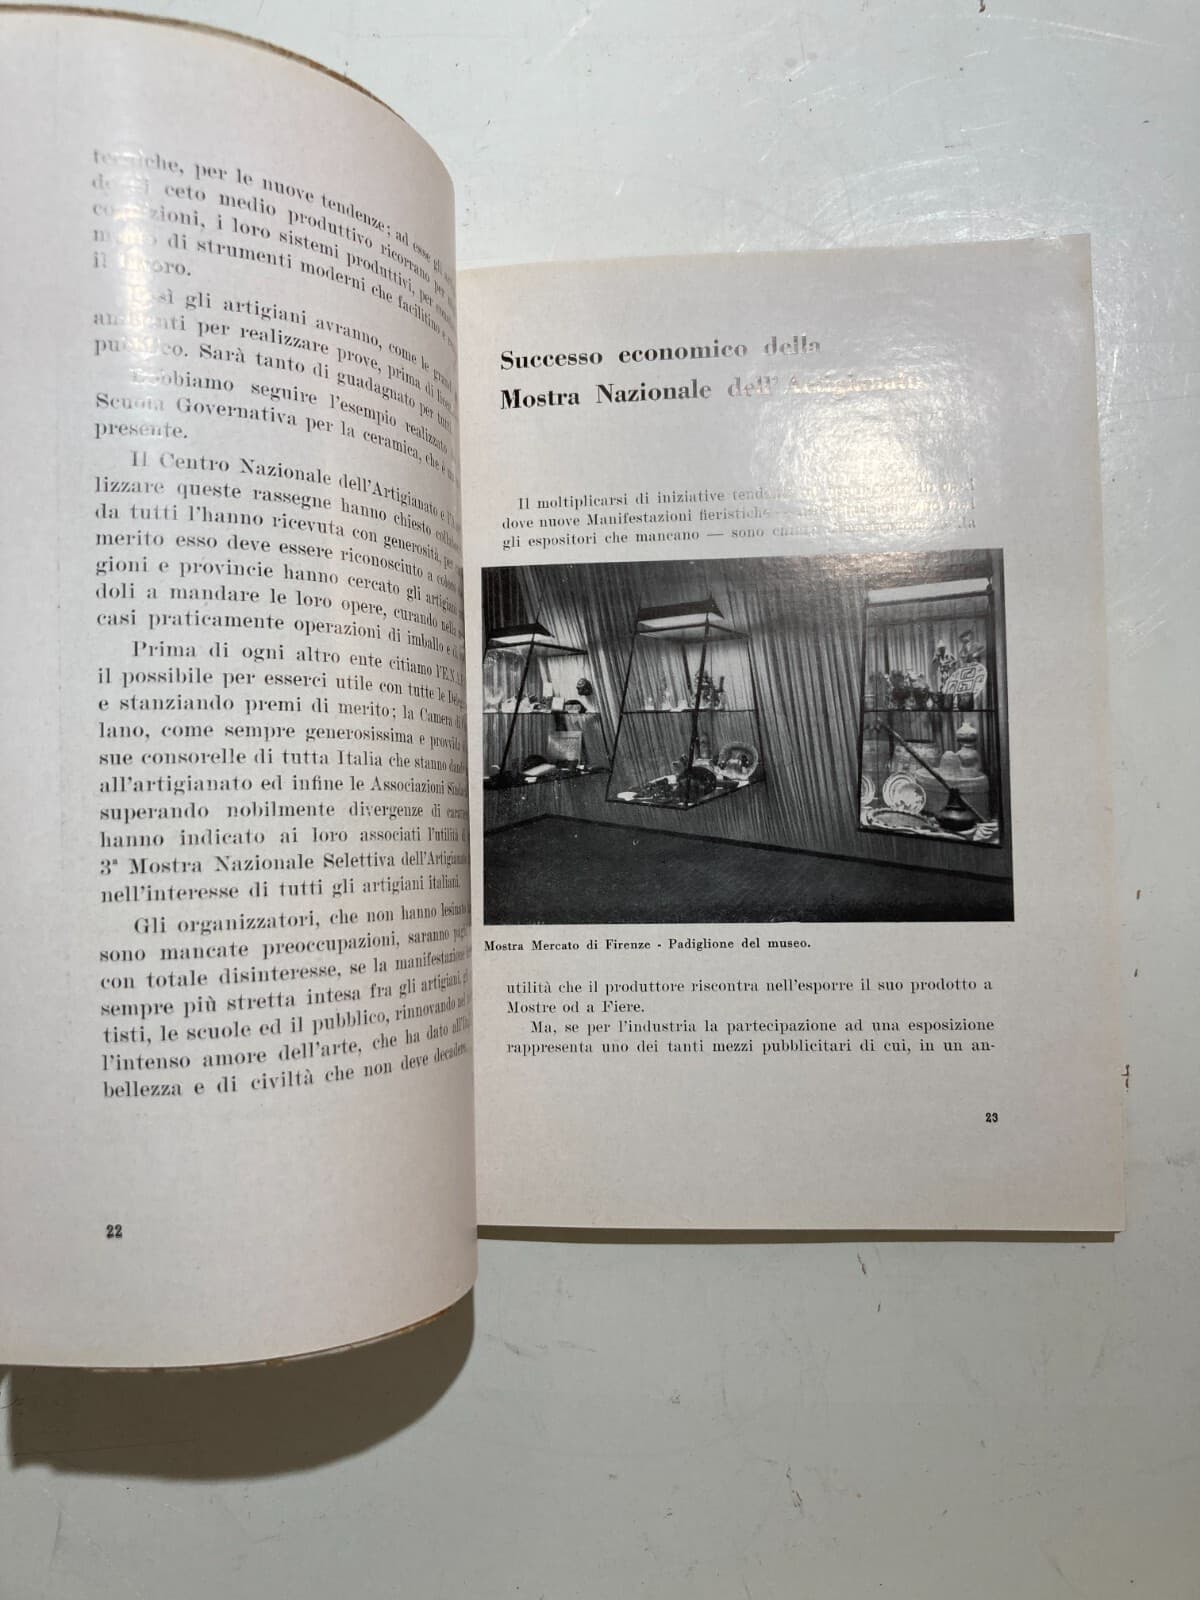 per le nuove tendenze; ad esse gli
ceto medio produttivo ricorrano per
i loro sistemi produttivi, per
di strumenti moderni che facilitino e
il lavoro.
gli artigiani avranno, come le grandi
per realizzare prove, prima di
Sarà tanto di guadagnato per tutti.
Dobbiamo seguire l'esempio realizzato
Scuola Governativa per la ceramica, che è
presente.
Il Centro Nazionale dell'Artigianato e
lizzare queste rassegne hanno chiesto
da tutti l'hanno ricevuta con generosità, per
merito esso deve essere riconosciuto a
gioni e provincie hanno cercato gli artigiani
doli a mandare le loro opere, curando nella
casi praticamente operazioni di imballo e di
Prima di ogni altro ente citiamo l'E.N.A.
il possibile per esserci utile con tutte le
e stanziando premi di merito; la Camera di
lano, come sempre generosissima e provvida
sue consorelle di tutta Italia che stanno dando
all'artigianato ed infine le Associazioni
superando nobilmente divergenze di
hanno indicato ai loro associati l'utilità
3ª Mostra Nazionale Selettiva dell'Artigianato
nell'interesse di tutti gli artigiani italiani.
Gli organizzatori, che non hanno lesinato
sono mancate preoccupazioni, saranno
con totale disinteresse, se la manifestazione
sempre più stretta intesa fra gli artigiani, gli
tisti, le scuole ed il pubblico, rinnovando nel
l'intenso amore dell'arte, che ha dato
bellezza e di civiltà che non deve decadere.
22
Successo economico della
Mostra Nazionale dell'Artigianato
Il moltiplicarsi di iniziative
dove nuove Manifestazioni fieristiche
gli espositori che mancano — sono
Mostra Mercato di Firenze - Padiglione del museo.
utilità che il produttore riscontra nell'esporre il suo prodotto a
Mostre od a Fiere.
Ma, se per l'industria la partecipazione ad una esposizione
rappresenta uno dei tanti mezzi pubblicitari di cui, in un an-
23